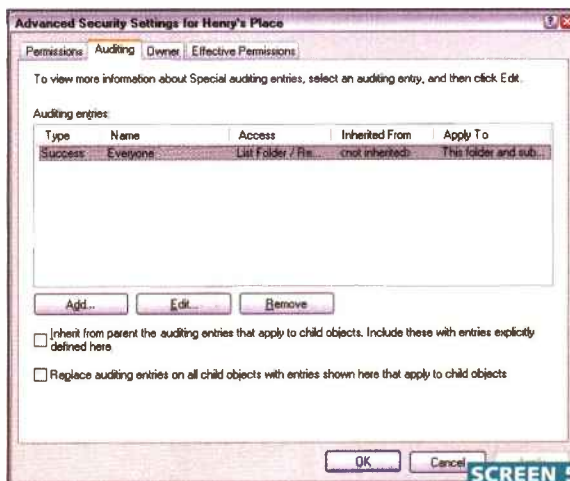 Advanced Security Settings for Henry's Place
Permissions Auditing Owner Effective Permissions
To view more information about Special auditing entries, select an auditing entry, and then click Edit.
Auditing entries:
Type Name Access Inherited From Apply To
Success Everyone List Folder / Re... <not inherited> This folder and sub...
Add... Edit... Remove
Inherit from parent the auditing entries that apply to child objects. Include these with entries explicitly
defined here
Replace auditing entries on all child objects with entries shown here that apply to child objects
OK Cancel
SCREEN 5